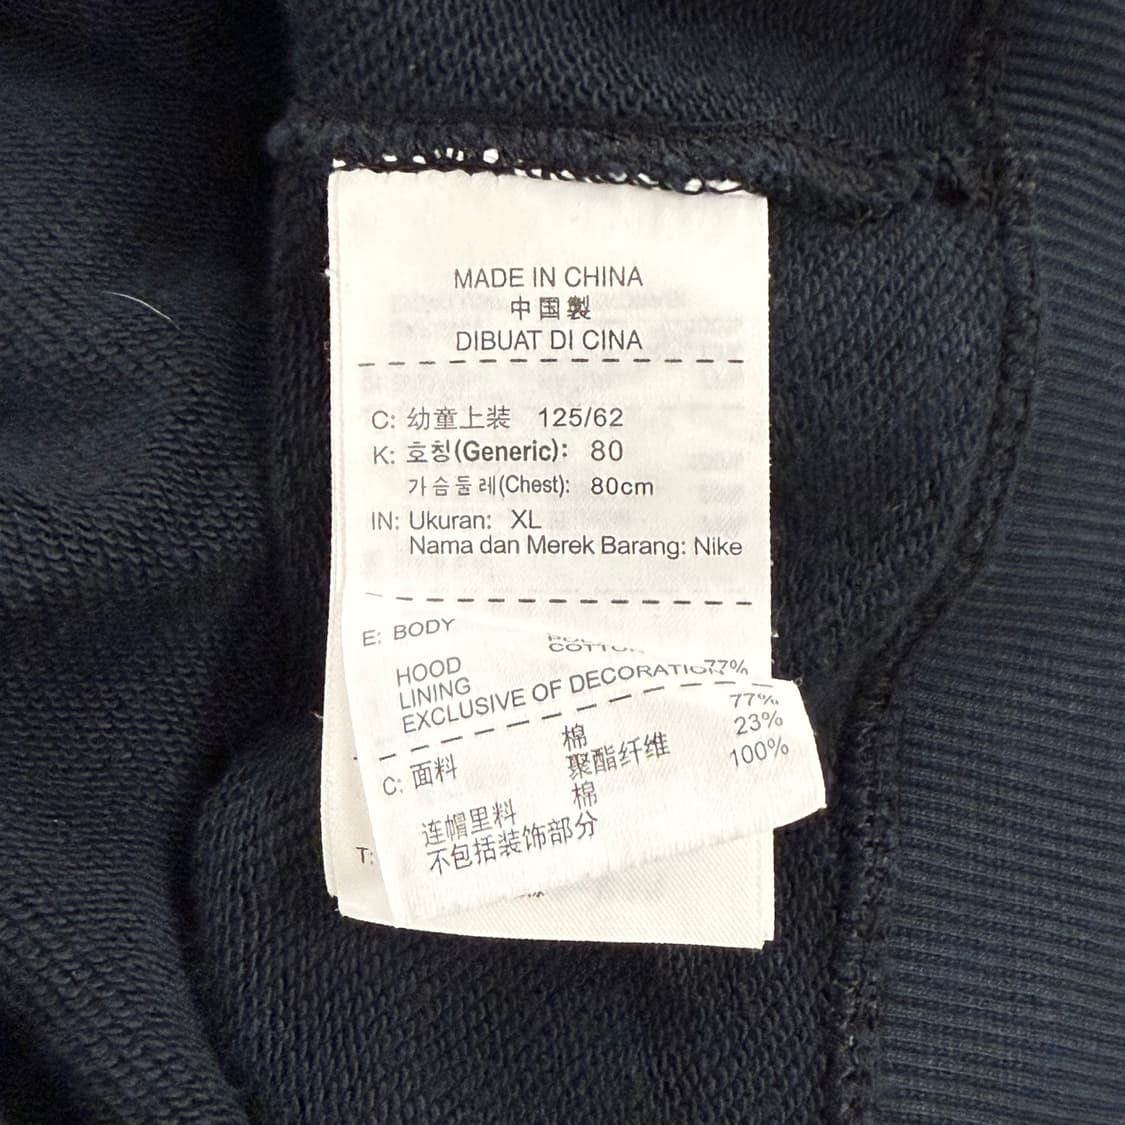 MADE IN CHINA
中国製
DIBUAT DI CINA
C: 幼童上装 125/62
K: 호칭(Generic): 80
가슴둘레(Chest): 80cm
IN: Ukuran: XL
Nama dan Merek Barang: Nike
E: BODY
COTTON
77%
HOOD
LINING
EXCLUSIVE OF DECORATION
C: 面料 棉 77%
聚酯纤维 23%
连帽里料 棉 100%
不包括装饰部分
T: